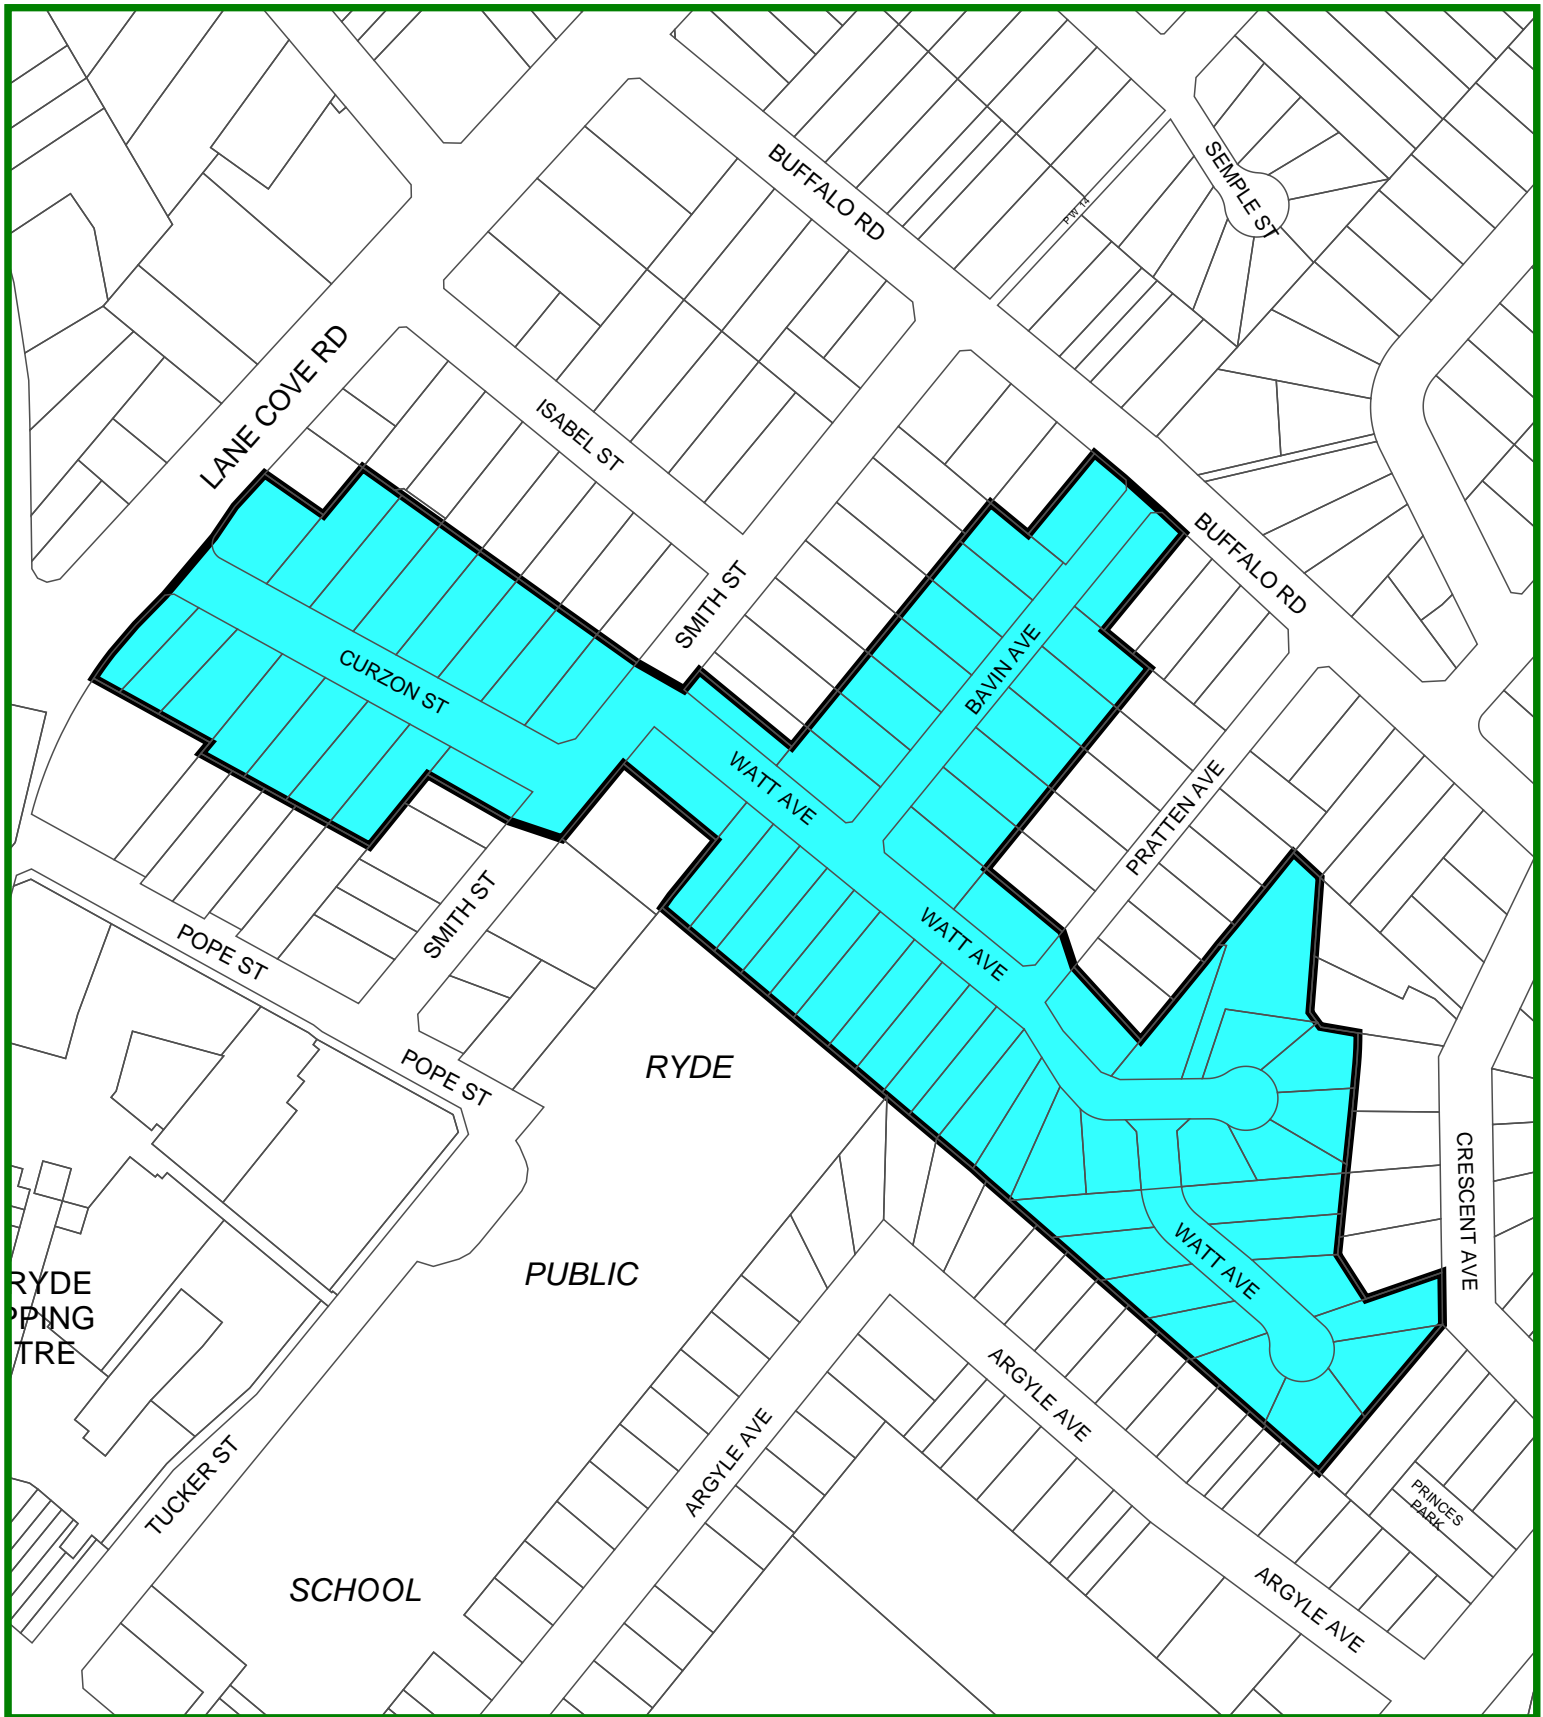 BUFFALO RD
SEMPLE ST
PW 14
LANE COVE RD
ISABEL ST
SMITH ST
BUFFALO RD
CURZON ST
BAVIN AVE
WATT AVE
PRATTEN AVE
SMITH ST
WATT AVE
POPE ST
POPE ST
RYDE
CRESCENT AVE
WATT AVE
PUBLIC
RYDE
PPING
TRE
ARGYLE AVE
ARGYLE AVE
TUCKER ST
PRINCES
PARK
SCHOOL
ARGYLE AVE